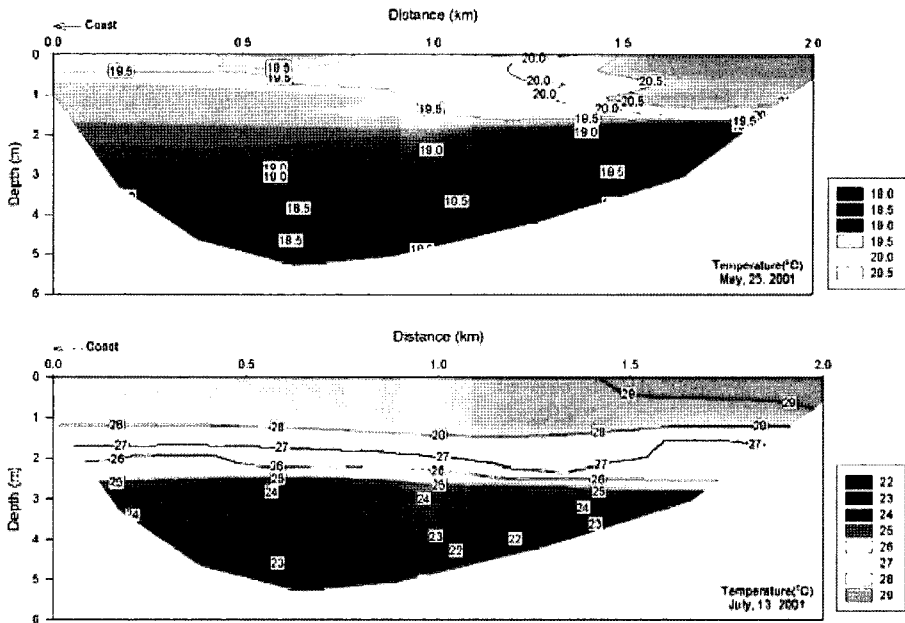 Distance (km)
Coast
0.0 0.5 1.0 1.5 2.0
0
1
2
3
4
5
6
Depth (m)
19.5 18.5 19.5 20.0 20.0 20.0 20.5 20.5 20.0
19.5 19.5 19.0 19.0 19.5
19.0 19.0 18.5
18.5 18.5
18.0
18.5
19.0
19.5
20.0
20.5
Temperature(°C)
May, 25. 2001
Distance (km)
Coast
0.0 0.5 1.0 1.5 2.0
0
1
2
3
4
5
6
Depth (m)
29 29
28 28 28 28
27 27 27 27 27
26 26 26 26
25 25 25 25
24 24 24
23 22 23
22
23
22
23
24
25
26
27
28
29
Temperature(°C)
July, 13 2001